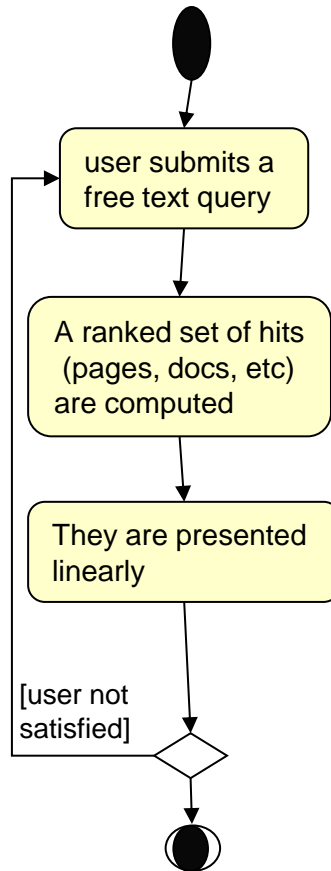 user submits a
free text query
A ranked set of hits
(pages, docs, etc)
are computed
They are presented
linearly
[user not
satisfied]